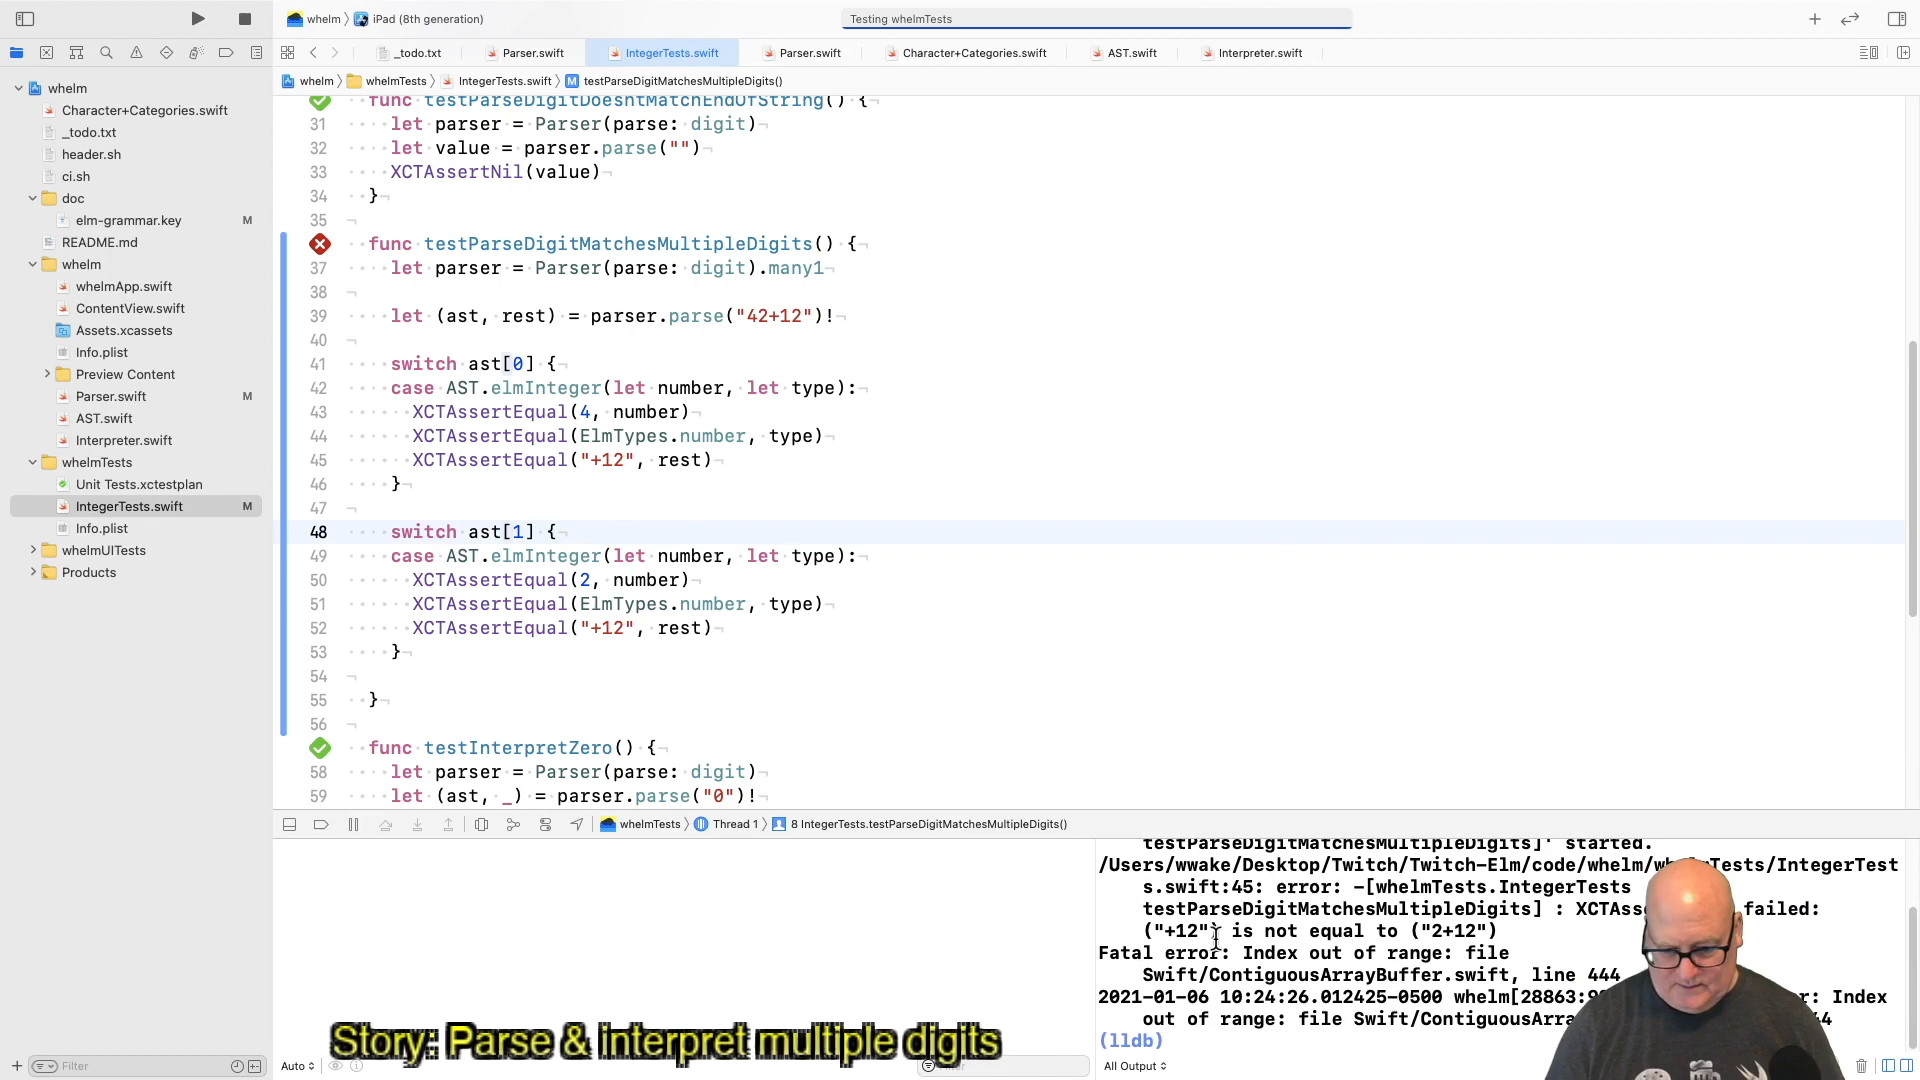 whelm
iPad (8th generation)
Testing whelmTests
_todo.txt
Parser.swift
IntegerTests.swift
Parser.swift
Character+Categories.swift
AST.swift
Interpreter.swift
whelm
whelmTests
IntegerTests.swift
M
testParseDigitMatchesMultipleDigits()
whelm
Character+Categories.swift
_todo.txt
header.sh
ci.sh
doc
elm-grammar.key M
README.md
whelm
whelmApp.swift
ContentView.swift
Assets.xcassets
Info.plist
Preview Content
Parser.swift M
AST.swift
Interpreter.swift
whelmTests
Unit Tests.xctestplan
IntegerTests.swift M
Info.plist
whelmUITests
Products
Filter
func testParseDigitDoesntMatchEndOfString() {
31 let parser = Parser(parse: digit)
32 let value = parser.parse("")
33 XCTAssertNil(value)
34 }
35
func testParseDigitMatchesMultipleDigits() {
37 let parser = Parser(parse: digit).many1
38
39 let (ast, rest) = parser.parse("42+12")!
40
41 switch ast[0] {
42 case AST.elmInteger(let number, let type):
43 XCTAssertEqual(4, number)
44 XCTAssertEqual(ElmTypes.number, type)
45 XCTAssertEqual("+12", rest)
46 }
47
48 switch ast[1] {
49 case AST.elmInteger(let number, let type):
50 XCTAssertEqual(2, number)
51 XCTAssertEqual(ElmTypes.number, type)
52 XCTAssertEqual("+12", rest)
53 }
54
55 }
56
func testInterpretZero() {
58 let parser = Parser(parse: digit)
59 let (ast, _) = parser.parse("0")!
whelmTests
Thread 1
8 IntegerTests.testParseDigitMatchesMultipleDigits()
testParseDigitMatchesMultipleDigits]' started.
/Users/wwake/Desktop/Twitch/Twitch-Elm/code/whelm/whelmTests/IntegerTest
s.swift:45: error: -[whelmTests.IntegerTests
testParseDigitMatchesMultipleDigits] : XCTAss failed:
("+12") is not equal to ("2+12")
Fatal error: Index out of range: file
Swift/ContiguousArrayBuffer.swift, line 444
2021-01-06 10:24:26.012425-0500 whelm[28863:9 r: Index
out of range: file Swift/ContiguousArra 44
(lldb)
Story: Parse & interpret multiple digits
Auto
All Output